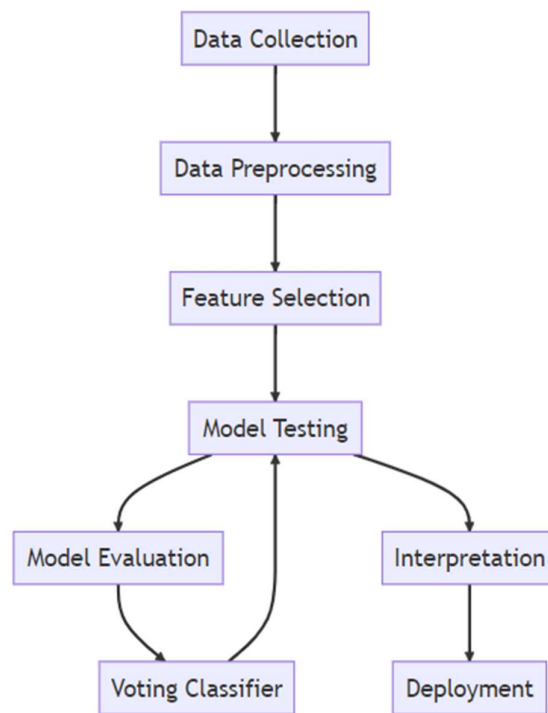 Data Collection
Data Preprocessing
Feature Selection
Model Testing
Model Evaluation
Interpretation
Voting Classifier
Deployment